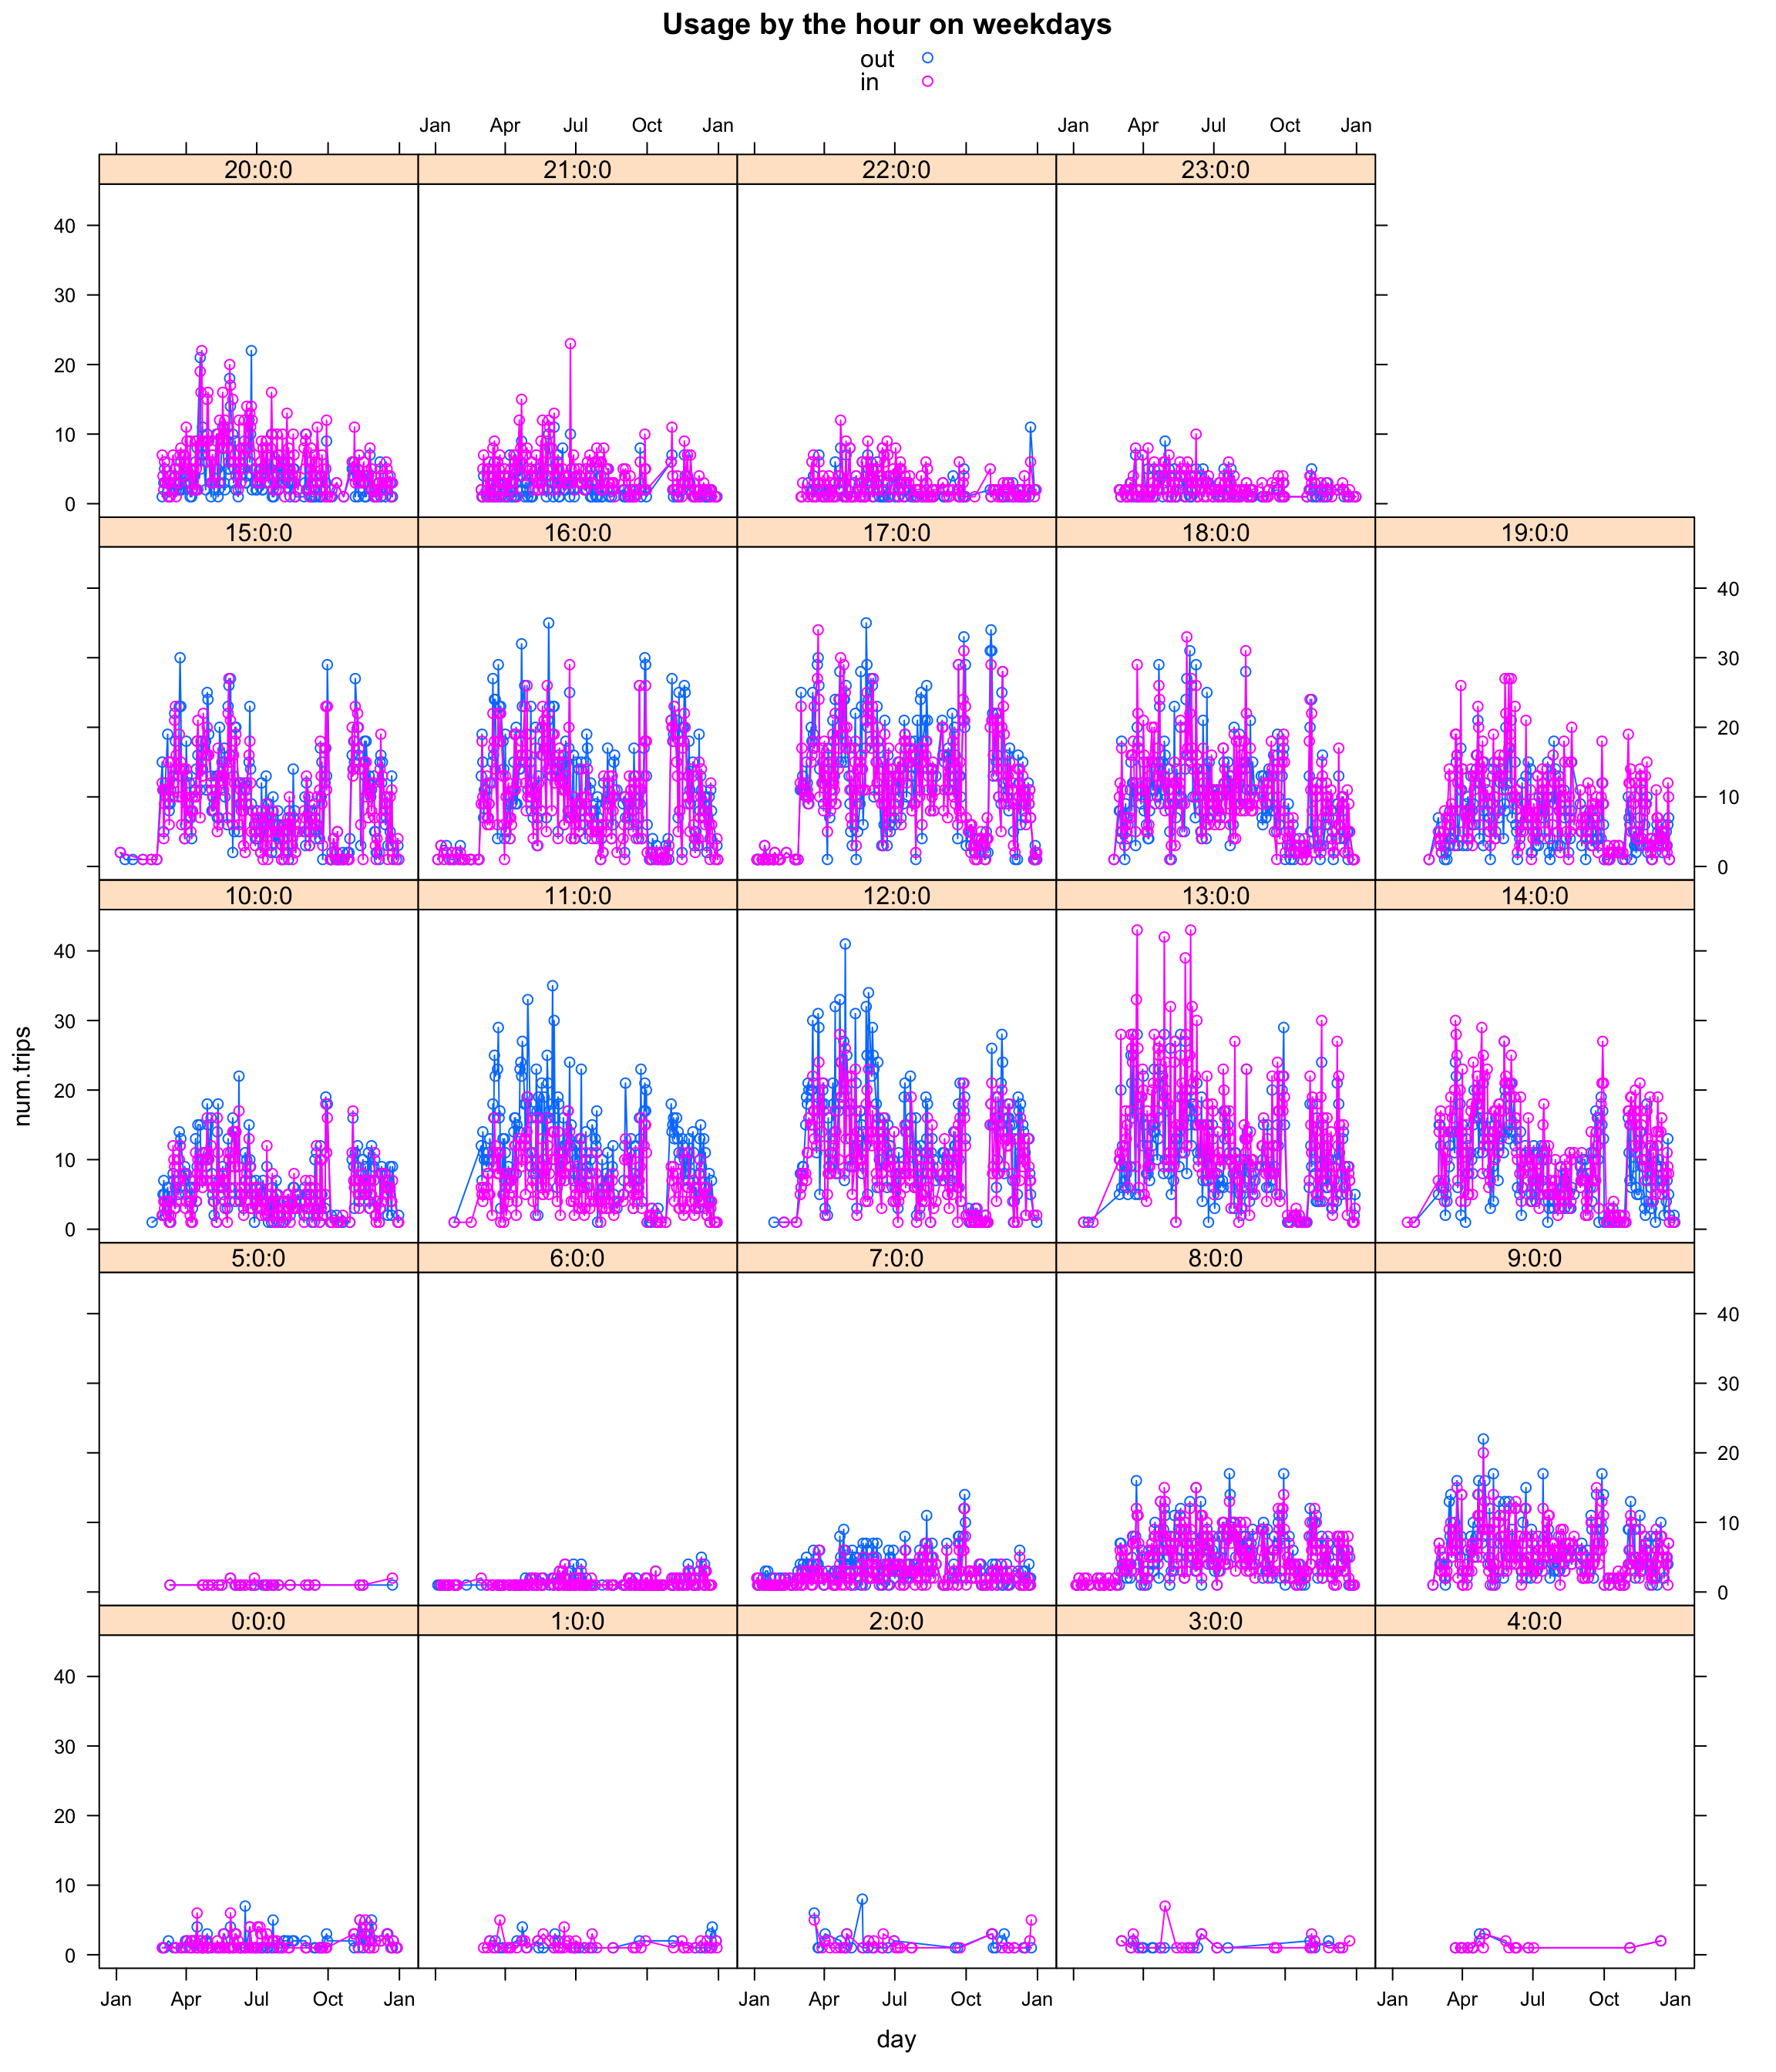 Usage by the hour on weekdays
out
in
Jan Apr Jul Oct Jan Jan Apr Jul Oct Jan
20:0:0 21:0:0 22:0:0 23:0:0
40
30
20
10
0
15:0:0 16:0:0 17:0:0 18:0:0 19:0:0
40
30
20
10
0
10:0:0 11:0:0 12:0:0 13:0:0 14:0:0
40
30
20
10
0
num.trips
5:0:0 6:0:0 7:0:0 8:0:0 9:0:0
40
30
20
10
0
0:0:0 1:0:0 2:0:0 3:0:0 4:0:0
40
30
20
10
0
Jan Apr Jul Oct Jan Jan Apr Jul Oct Jan Jan Apr Jul Oct Jan
day